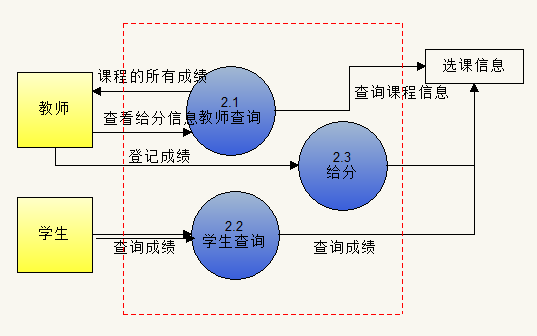 选课信息
课程的所有成绩
查询课程信息
教师
2.1
教师查询
查看给分信息
登记成绩
2.3
给分
学生
2.2
学生查询
查询成绩
查询成绩